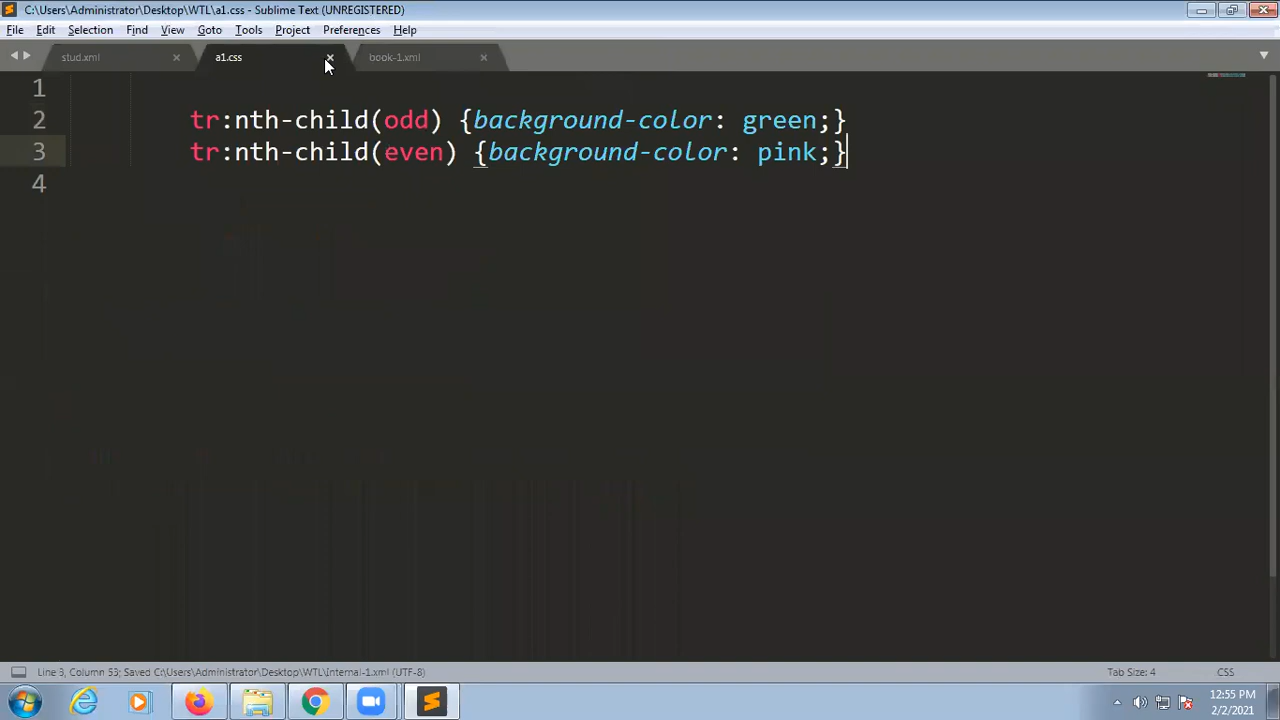 C:\Users\Administrator\Desktop\WTL\a1.css - Sublime Text (UNREGISTERED)
File Edit Selection Find View Goto Tools Project Preferences Help
stud.xml a1.css book-1.xml
1
2 tr:nth-child(odd) {background-color: green;}
3 tr:nth-child(even) {background-color: pink;}
4
Line 3, Column 53; Saved C:\Users\Administrator\Desktop\WTL\Internal-1.xml (UTF-8) Tab Size: 4 CSS
12:55 PM
2/2/2021